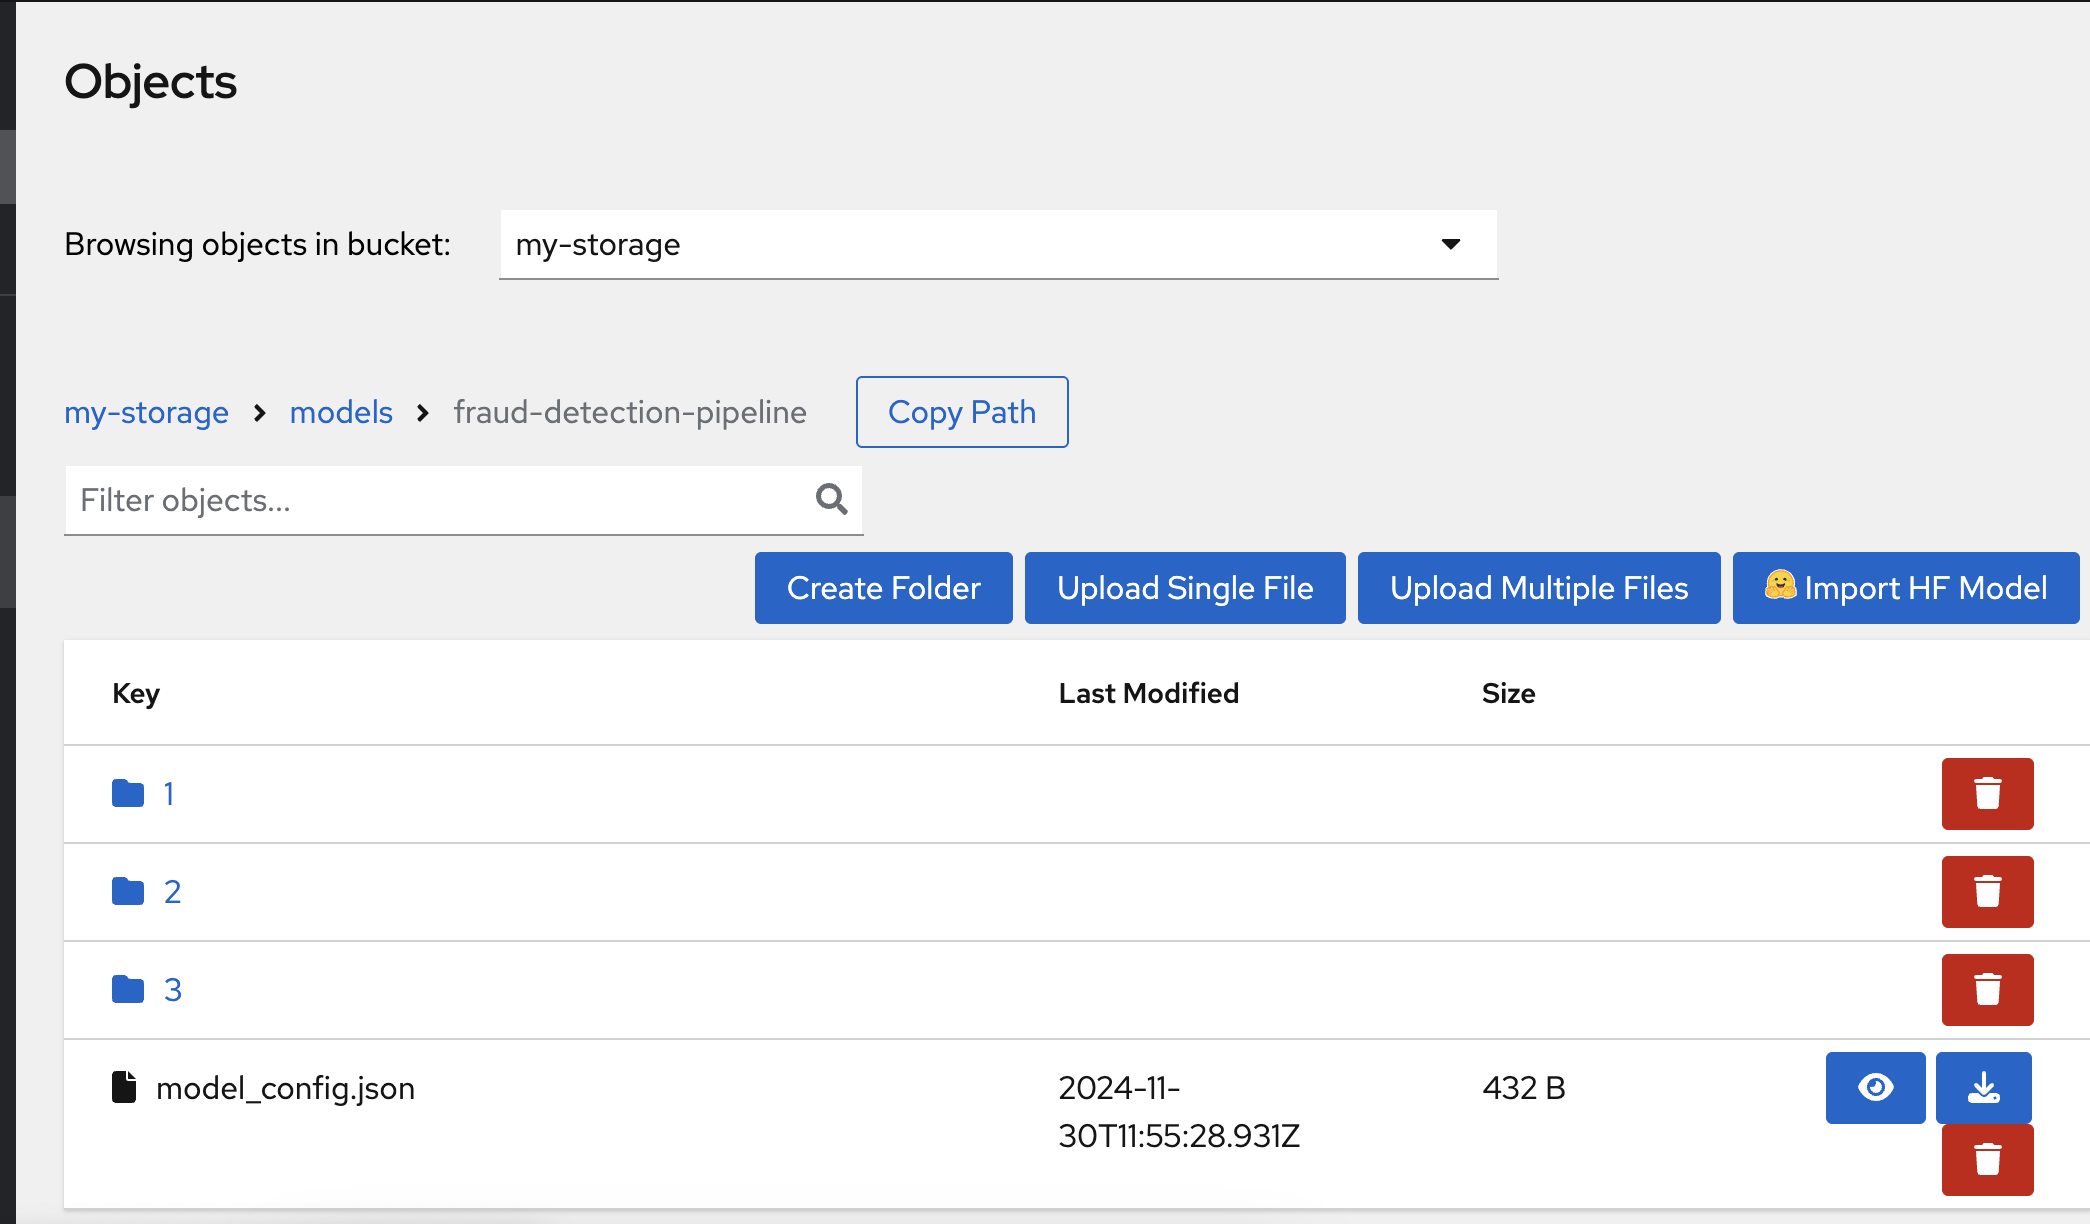 Objects
Browsing objects in bucket: my-storage
my-storage > models > fraud-detection-pipeline Copy Path
Filter objects...
Create Folder Upload Single File Upload Multiple Files 🤗 Import HF Model
Key Last Modified Size
1
2
3
model_config.json 2024-11- 432 B
30T11:55:28.931Z